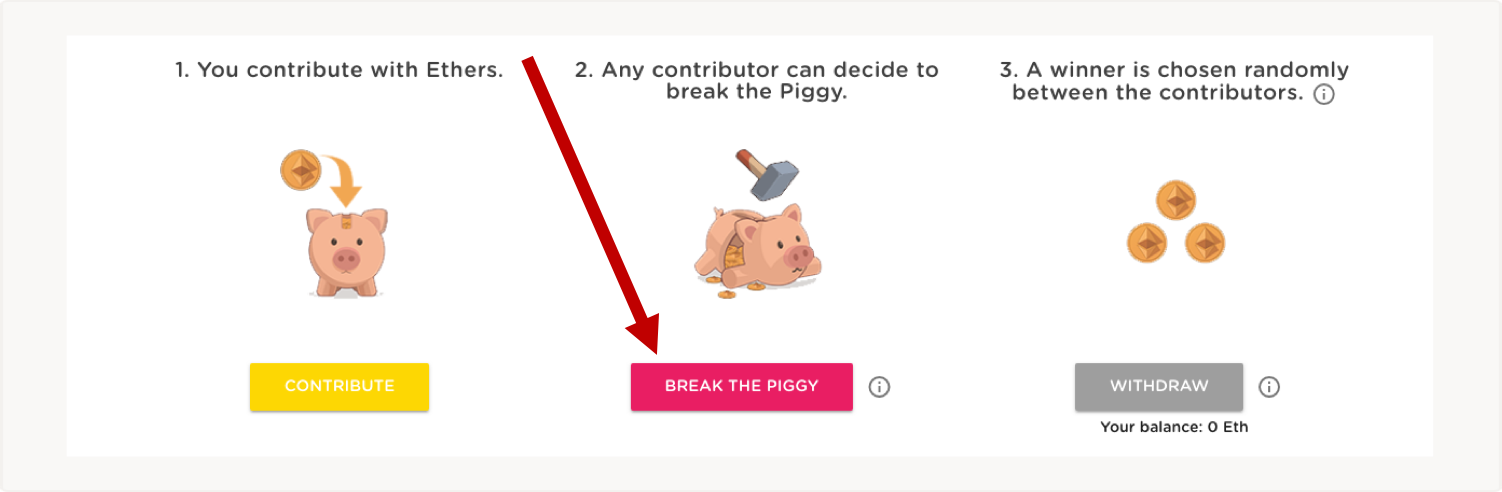 1. You contribute with Ethers.
2. Any contributor can decide to
break the Piggy.
3. A winner is chosen randomly
between the contributors.
CONTRIBUTE
BREAK THE PIGGY
WITHDRAW
Your balance: 0 Eth